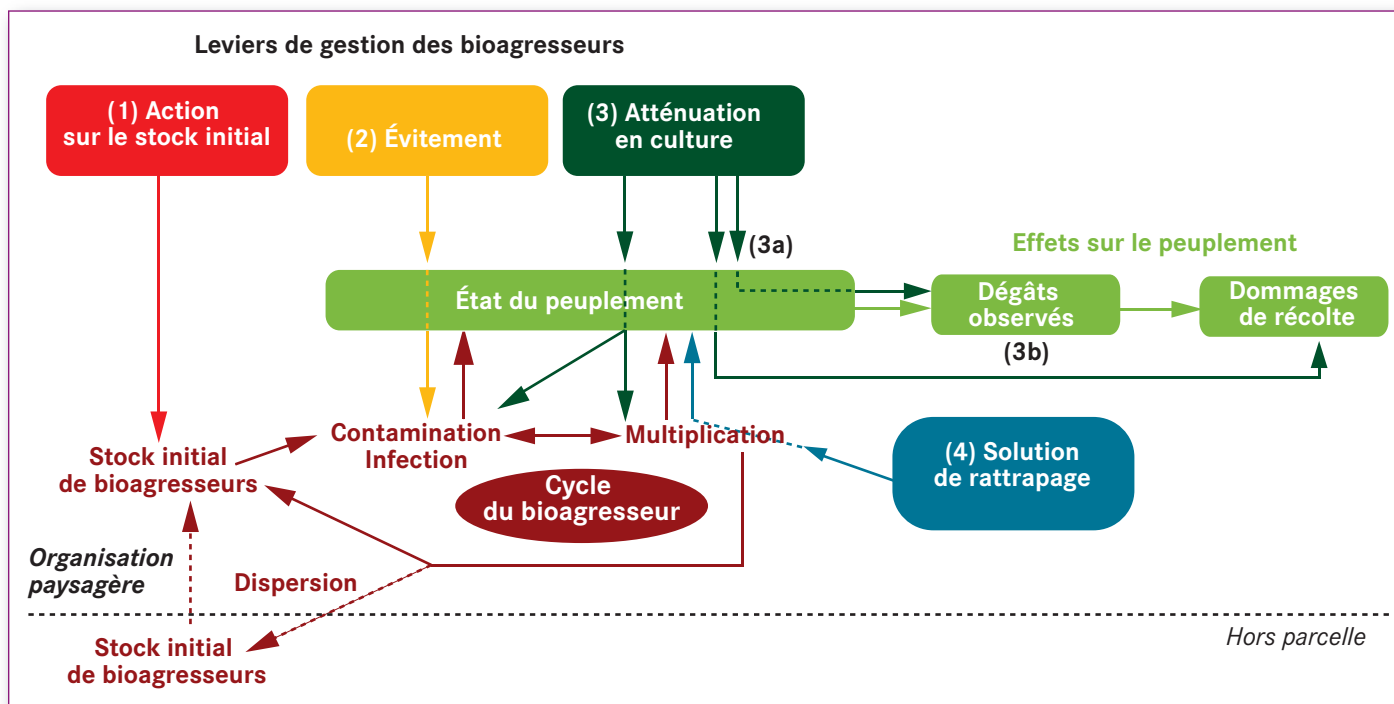 Leviers de gestion des bioagresseurs
(1) Action
sur le stock initial
(2) Évitement
(3) Atténuation
en culture
(3a)
Effets sur le peuplement
État du peuplement
Dégâts
observés
Dommages
de récolte
(3b)
Contamination
Infection
Multiplication
Stock initial
de bioagresseurs
(4) Solution
de rattrapage
Cycle
du bioagresseur
Organisation
paysagère
Dispersion
Stock initial
de bioagresseurs
Hors parcelle